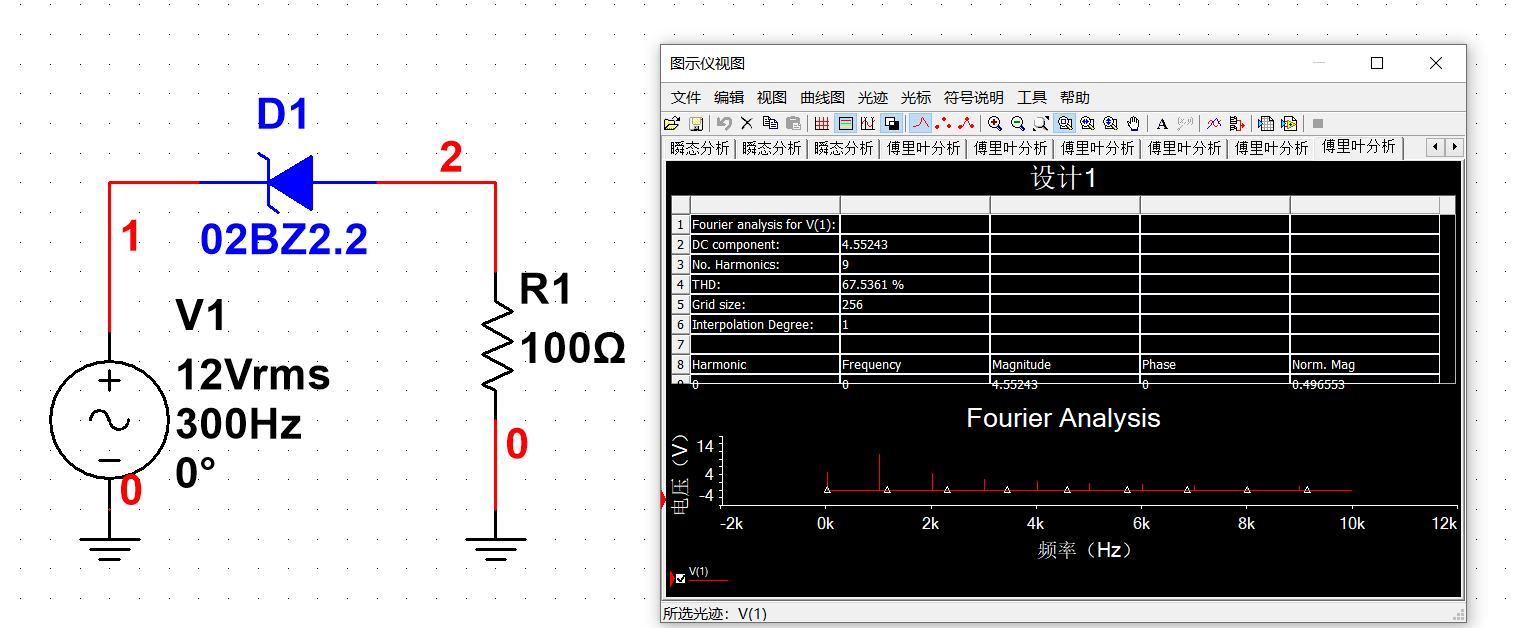 D1
2
1
02BZ2.2
V1
12Vrms
300Hz
0°
0
R1
100Ω
0
图示仪视图
文件 编辑 视图 曲线图 光迹 光标 符号说明 工具 帮助
A
瞬态分析 瞬态分析 瞬态分析 傅里叶分析 傅里叶分析 傅里叶分析 傅里叶分析 傅里叶分析 傅里叶分析
设计1
1 Fourier analysis for V(1):
2 DC component: 4.55243
3 No. Harmonics: 9
4 THD: 67.5361 %
5 Grid size: 256
6 Interpolation Degree: 1
7
8 Harmonic Frequency Magnitude Phase Norm. Mag
9 0 0 4.55243 0 0.496553
Fourier Analysis
电压（V）
14
4
-4
-2k 0k 2k 4k 6k 8k 10k 12k
频率（Hz）
V(1)
所选光迹：V(1)